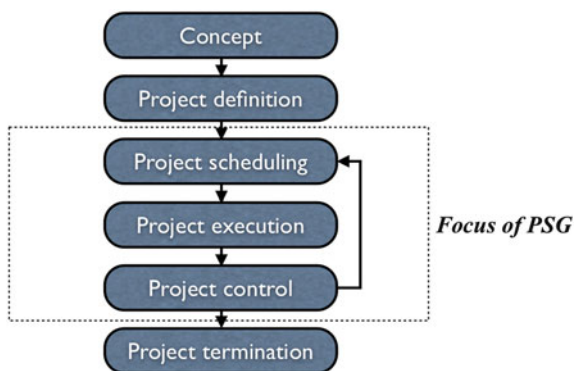 Concept
Project definition
Project scheduling
Project execution
Focus of PSG
Project control
Project termination